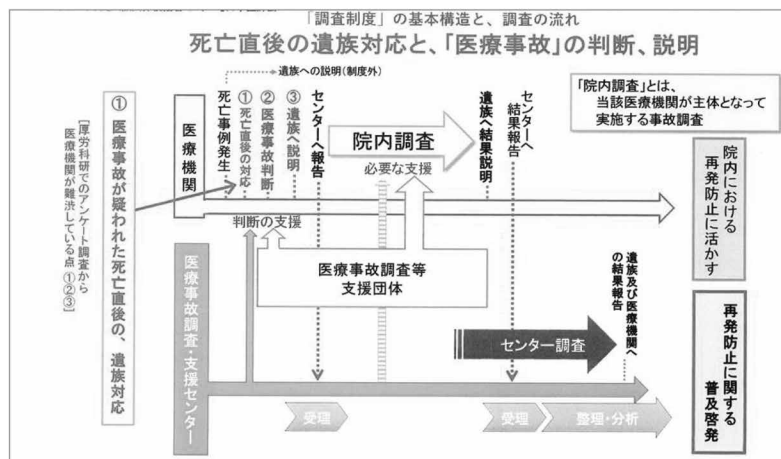 「調査制度」の基本構造と、調査の流れ
死亡直後の遺族対応と、「医療事故」の判断、説明
遺族への説明(制度外)
「院内調査」とは、
当該医療機関が主体となって
実施する事故調査
① 医療事故が疑われた死亡直後の、遺族対応
[厚労科研でのアンケート調査から
医療機関が難渋している点①②③]
医療機関
死亡事例発生
①死亡直後の対応
②医療事故判断
③遺族へ説明
センターへ報告
院内調査
必要な支援
遺族へ結果説明
センターへ
結果報告
院内における
再発防止に活かす
判断の支援
医療事故調査等
支援団体
医療事故調査・支援センター
センター調査
遺族及び医療機関へ
の結果報告
再発防止に関する
普及啓発
受理
受理
整理・分析